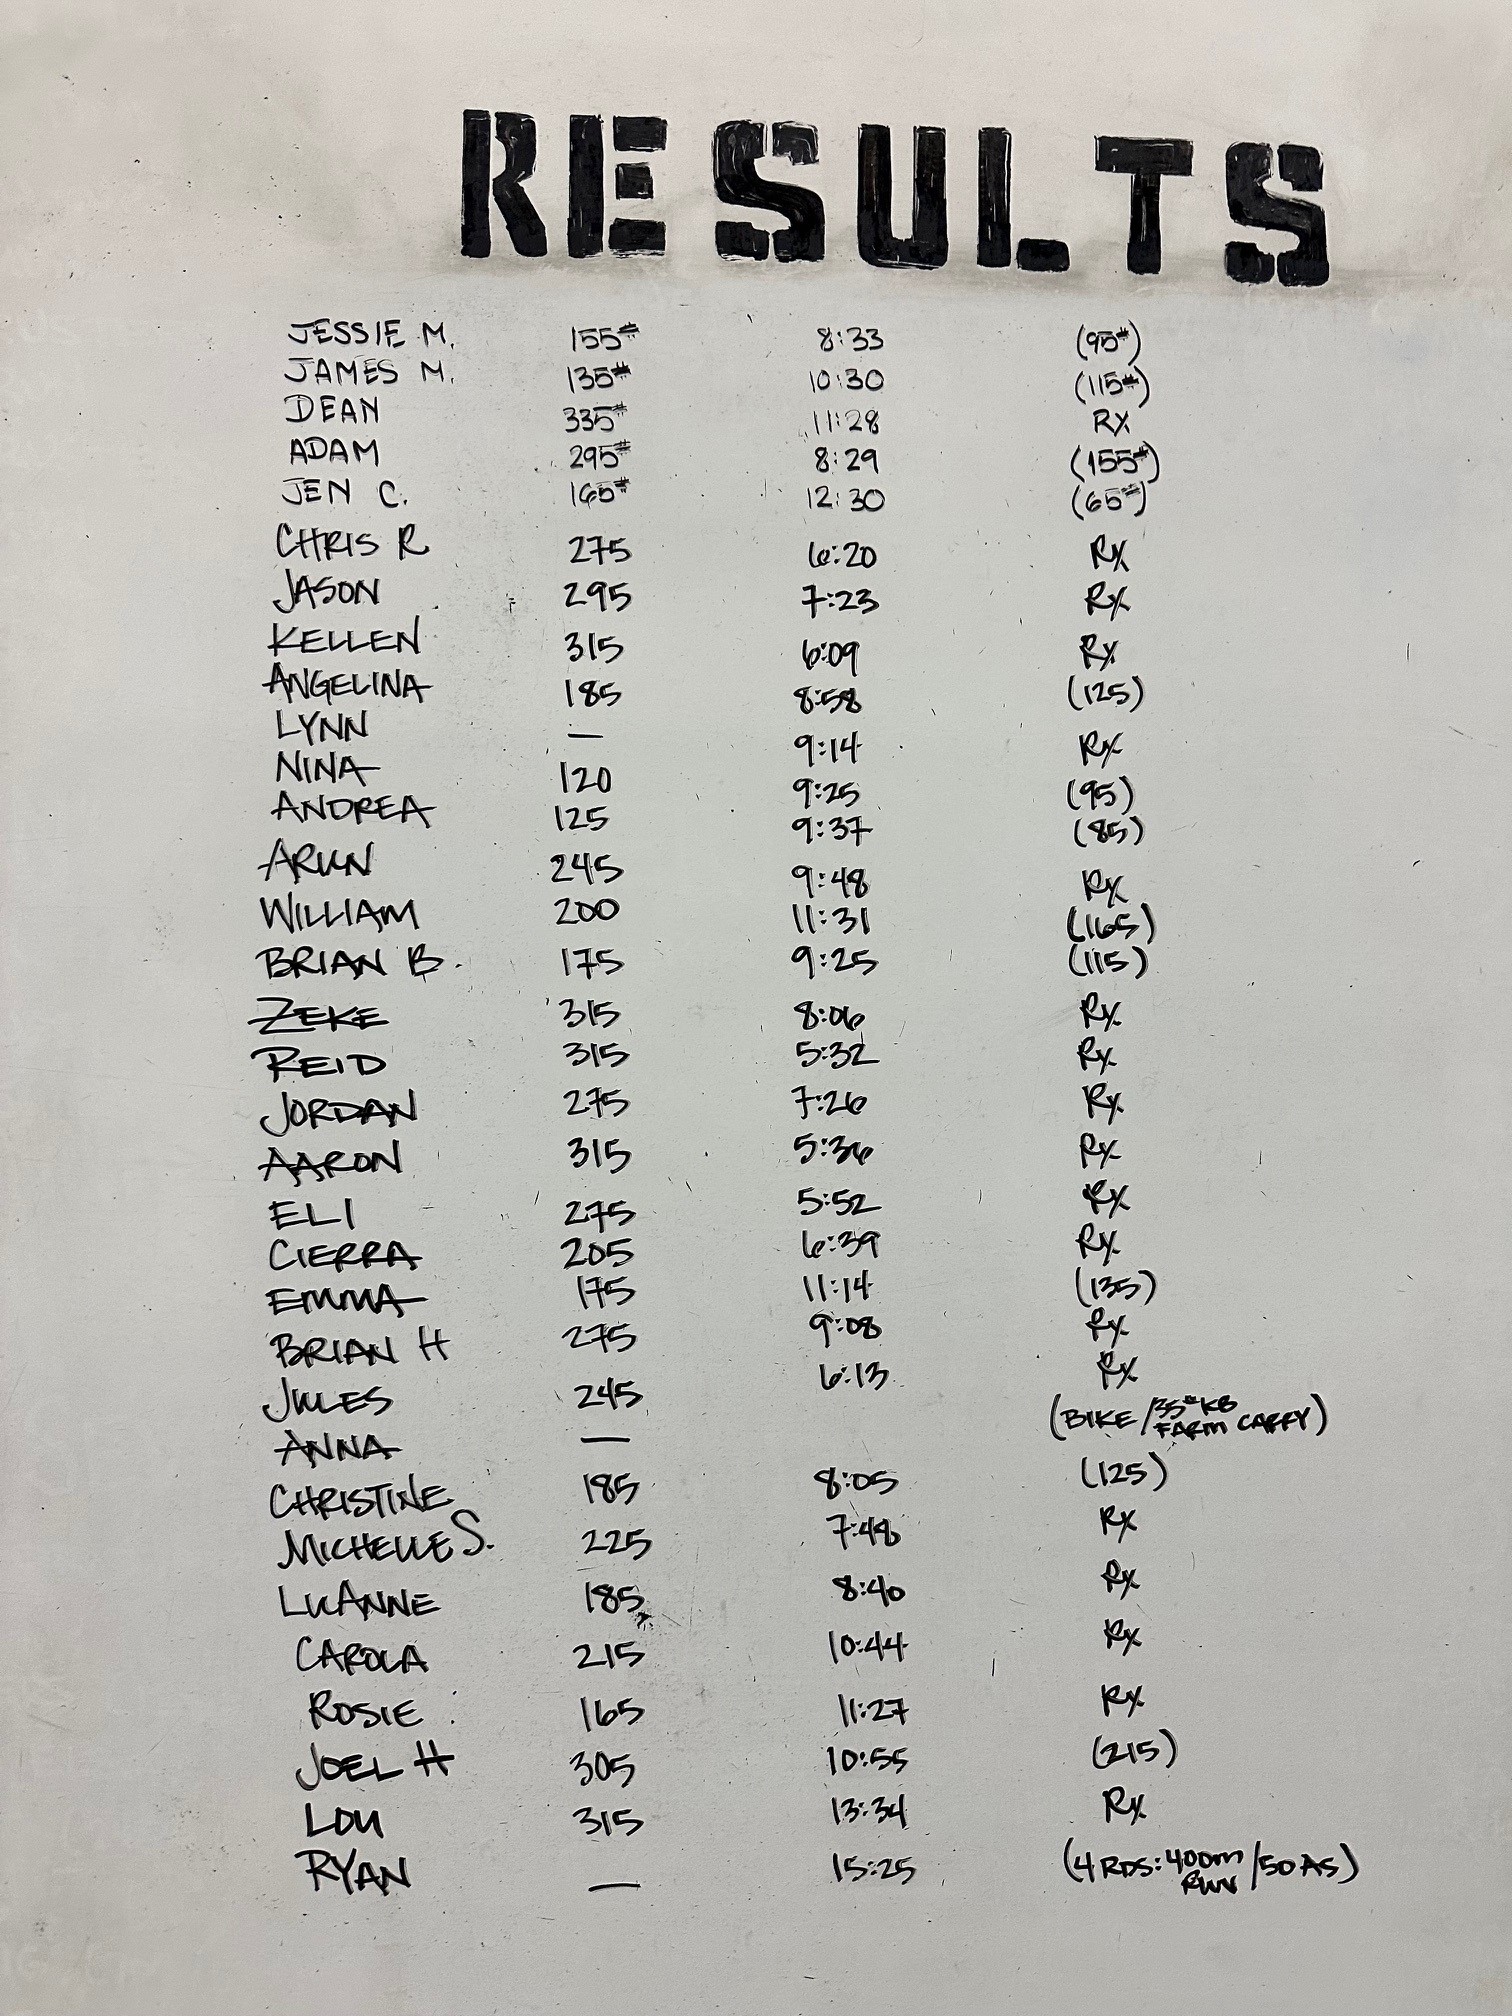 RESULTS
JESSIE M. 155# 8:33 (95#)
JAMES M. 135# 10:30 (115#)
DEAN 335# 11:28 RX
ADAM 295# 8:29 (155#)
JEN C. 165# 12:30 (65#)
CHRIS R 275 6:20 Rx
JASON 295 7:23 Rx
KELLEN 315 6:09 Rx
ANGELINA 185 8:58 (125)
LYNN — 9:14 Rx
NINA 120 9:25 (95)
ANDREA 125 9:37 (85)
ARUN 245 9:48 Rx
WILLIAM 200 11:31 (165)
BRIAN B. 175 9:25 (115)
ZEKE 315 8:06 Rx
REID 315 5:32 Rx
JORDAN 275 7:26 Rx
AARON 315 5:36 Rx
ELI 275 5:52 Rx
CIERRA 205 6:39 Rx
EMMA 175 11:14 (135)
BRIAN H 275 9:08 Rx
JULES 245 6:13 Rx
ANNA — (BIKE/35# KB FARM CARRY)
CHRISTINE 185 8:05 (125)
MICHELLE S. 225 7:48 Rx
LUANNE 185 8:40 Rx
CAROLA 215 10:44 Rx
ROSIE 165 11:27 Rx
JOEL H 305 10:55 (215)
LOU 315 13:34 Rx
RYAN — 15:25 (4 RDS: 400m RUN/50 AS)